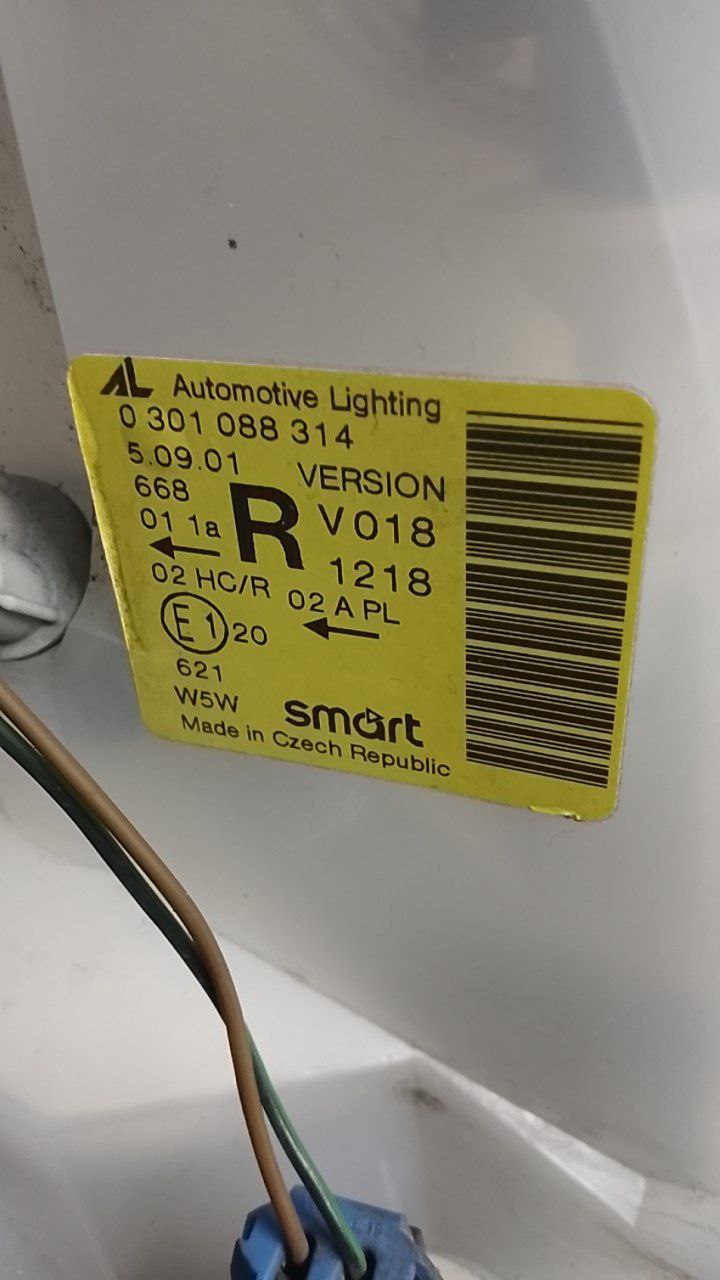 AL Automotive Lighting
0 301 088 314
5.09.01 VERSION
668 R V018
01 1a 1218
02 HC/R 02 A PL
E1 20
621
W5W smart
Made in Czech Republic